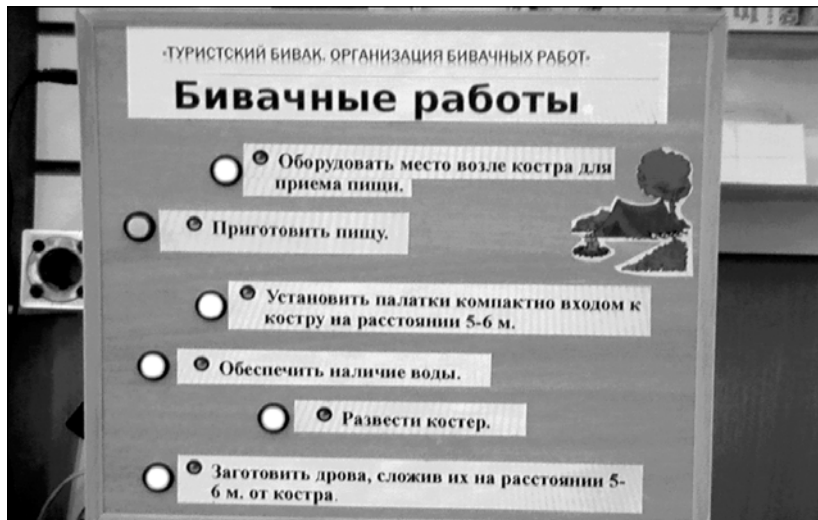 «ТУРИСТСКИЙ БИВАК. ОРГАНИЗАЦИЯ БИВАЧНЫХ РАБОТ»
Бивачные работы
Оборудовать место возле костра для
приема пищи.
Приготовить пищу.
Установить палатки компактно входом к
костру на расстоянии 5-6 м.
Обеспечить наличие воды.
Развести костер.
Заготовить дрова, сложив их на расстоянии 5-
6 м. от костра.